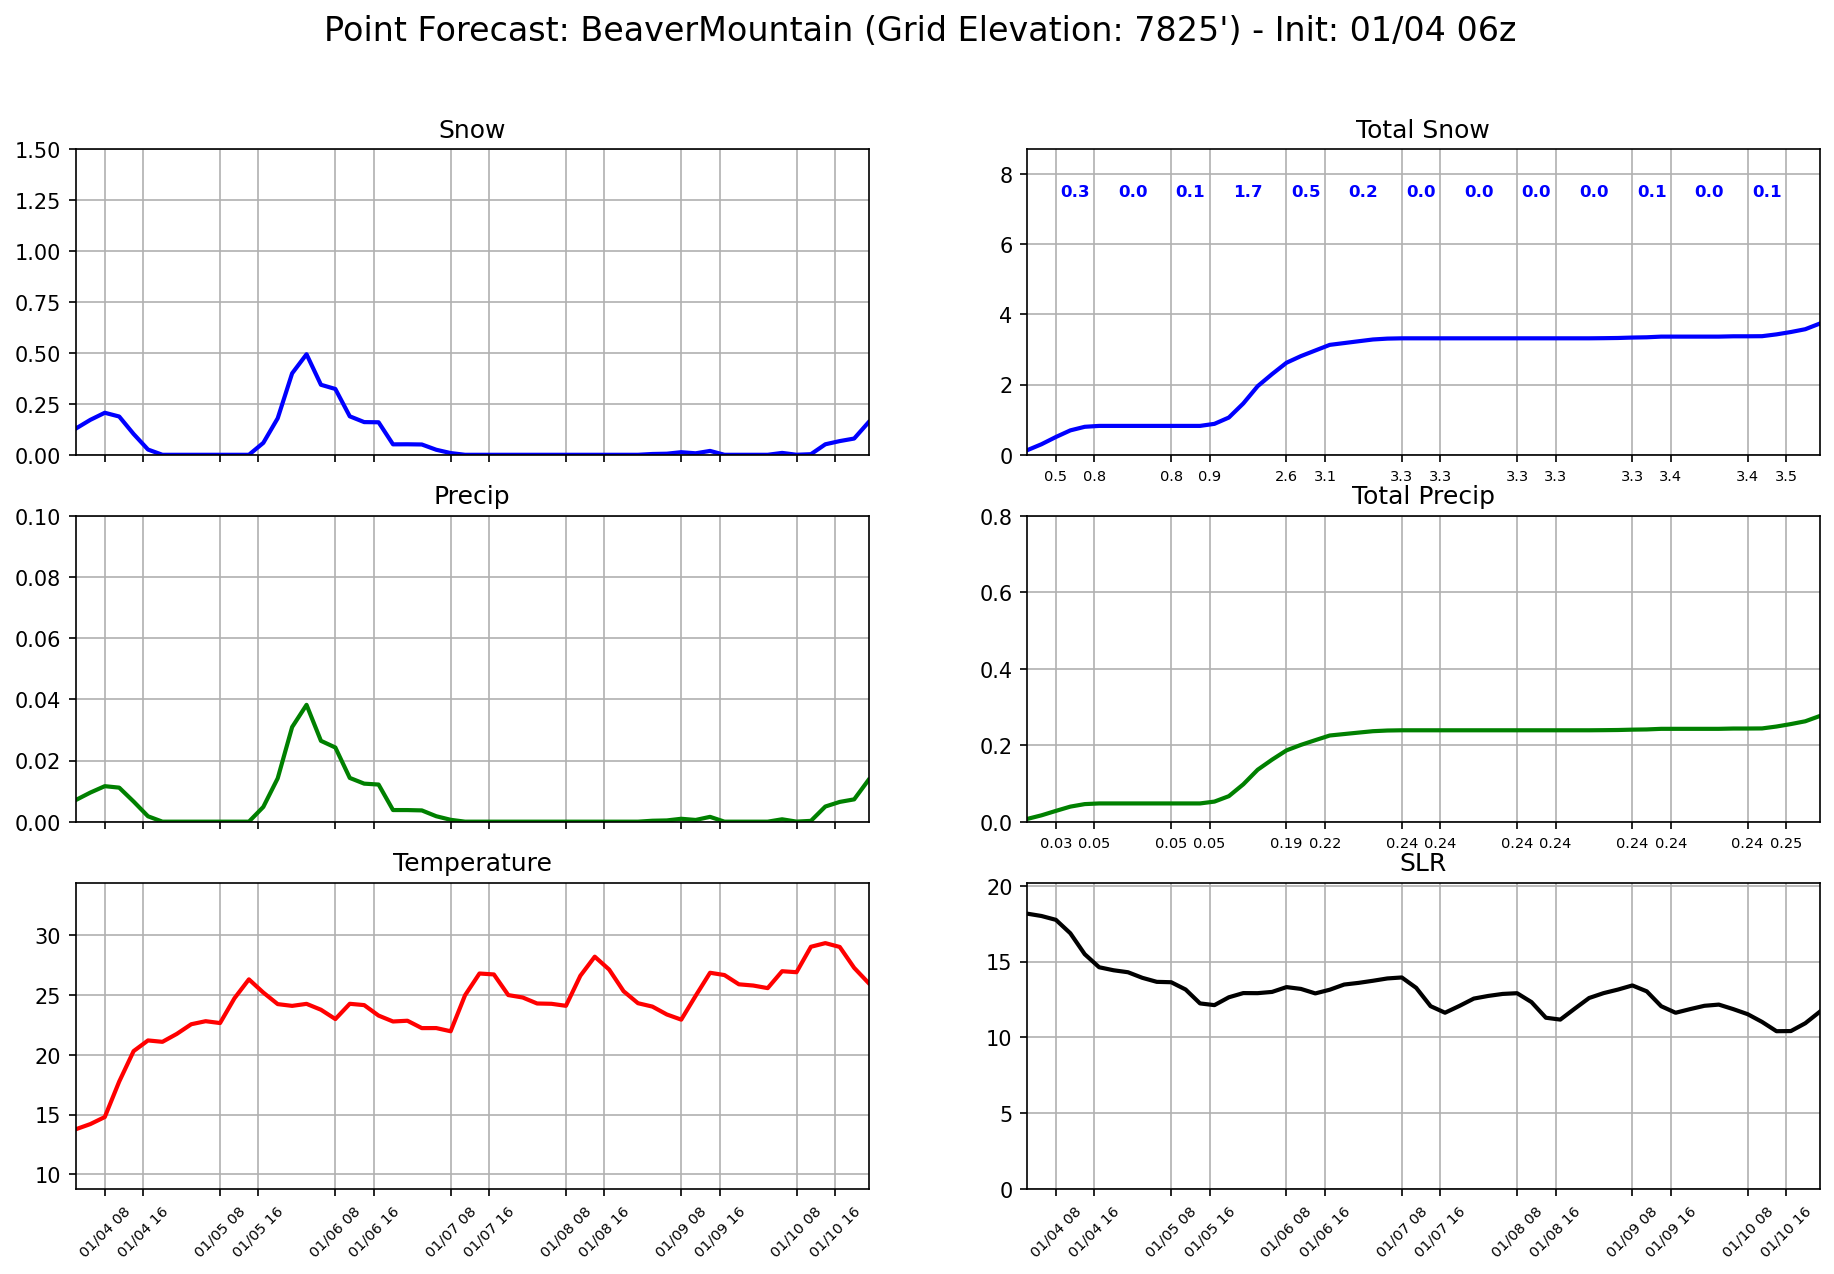 Point Forecast: BeaverMountain (Grid Elevation: 7825') - Init: 01/04 06z
Snow
1.50
1.25
1.00
0.75
0.50
0.25
0.00
Total Snow
8
6
4
2
0
0.3 0.0 0.1 1.7 0.5 0.2 0.0 0.0 0.0 0.0 0.1 0.0 0.1
0.5 0.8 0.8 0.9 2.6 3.1 3.3 3.3 3.3 3.3 3.3 3.4 3.4 3.5
Precip
0.10
0.08
0.06
0.04
0.02
0.00
Total Precip
0.8
0.6
0.4
0.2
0.0
0.03 0.05 0.05 0.05 0.19 0.22 0.24 0.24 0.24 0.24 0.24 0.24 0.24 0.25
Temperature
30
25
20
15
10
01/04 08 01/04 16 01/05 08 01/05 16 01/06 08 01/06 16 01/07 08 01/07 16 01/08 08 01/08 16 01/09 08 01/09 16 01/10 08 01/10 16
SLR
20
15
10
5
0
01/04 08 01/04 16 01/05 08 01/05 16 01/06 08 01/06 16 01/07 08 01/07 16 01/08 08 01/08 16 01/09 08 01/09 16 01/10 08 01/10 16